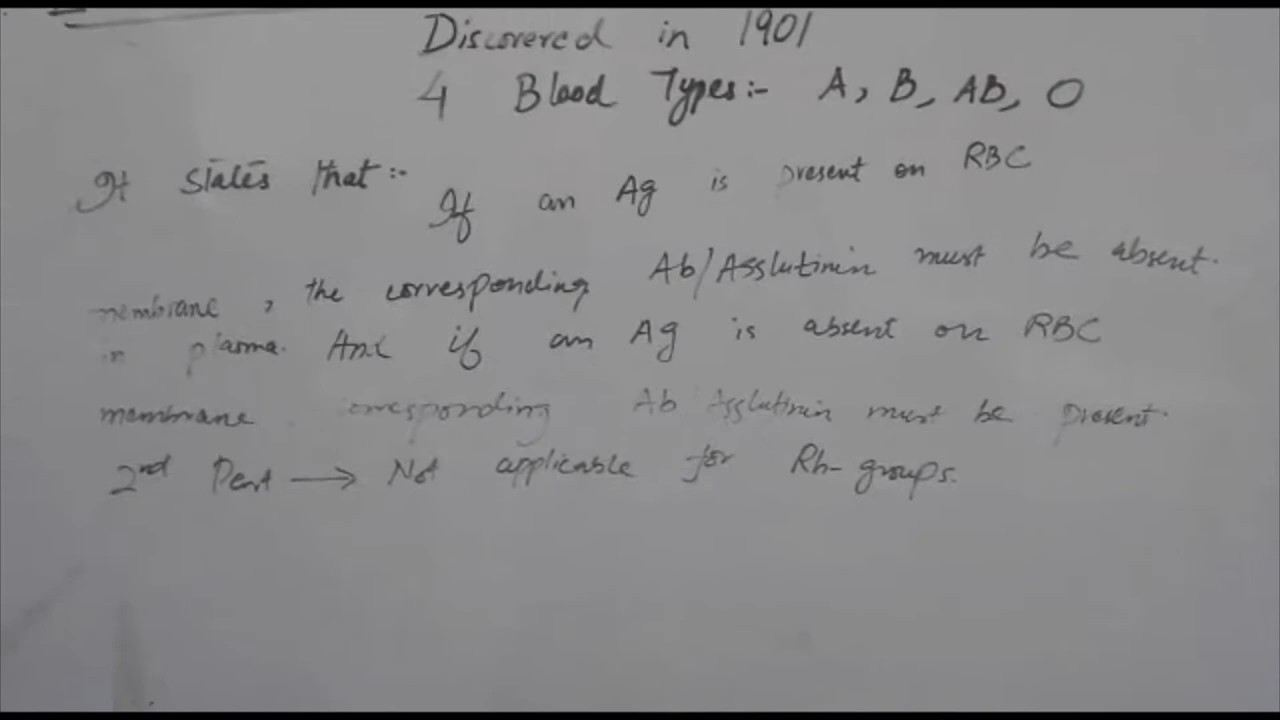 Discovered in 1901
4 Blood Types:- A, B, AB, O
It states that :- If an Ag is present on RBC
membrane, the corresponding Ab/Agglutinin must be absent.
in plasma. And if an Ag is absent on RBC
membrane corresponding Ab Agglutinin must be present.
2nd Part → Not applicable for Rh- groups.